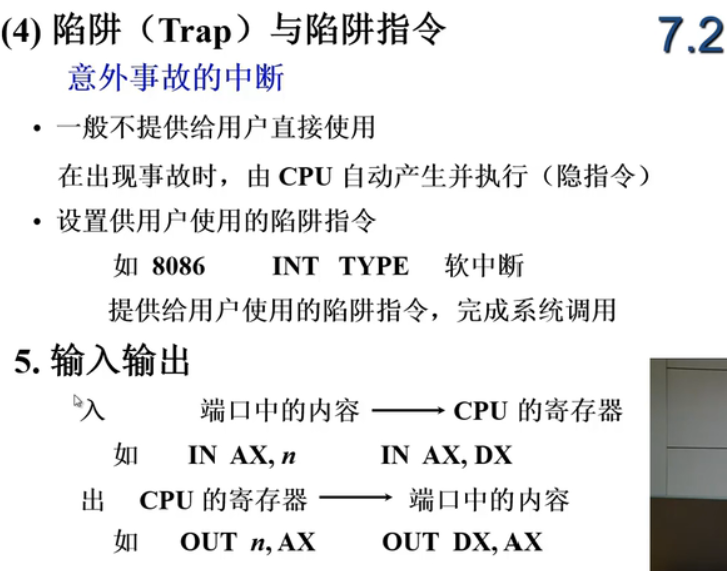 (4) 陷阱（Trap）与陷阱指令
7.2
意外事故的中断
• 一般不提供给用户直接使用
在出现事故时，由 CPU 自动产生并执行（隐指令）
• 设置供用户使用的陷阱指令
如 8086 INT TYPE 软中断
提供给用户使用的陷阱指令，完成系统调用
5. 输入输出
入 端口中的内容 ⟶ CPU 的寄存器
如 IN AX, n IN AX, DX
出 CPU 的寄存器 ⟶ 端口中的内容
如 OUT n, AX OUT DX, AX